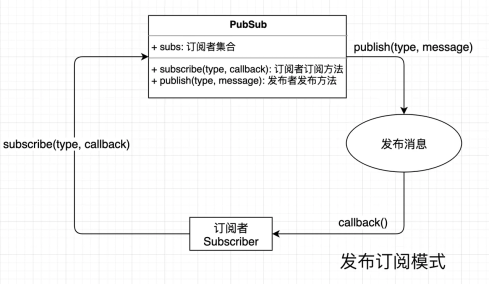 PubSub
+ subs: 订阅者集合
+ subscribe(type, callback): 订阅者订阅方法
+ publish(type, message): 发布者发布方法
publish(type, message)
subscribe(type, callback)
发布消息
callback()
订阅者
Subscriber
发布订阅模式